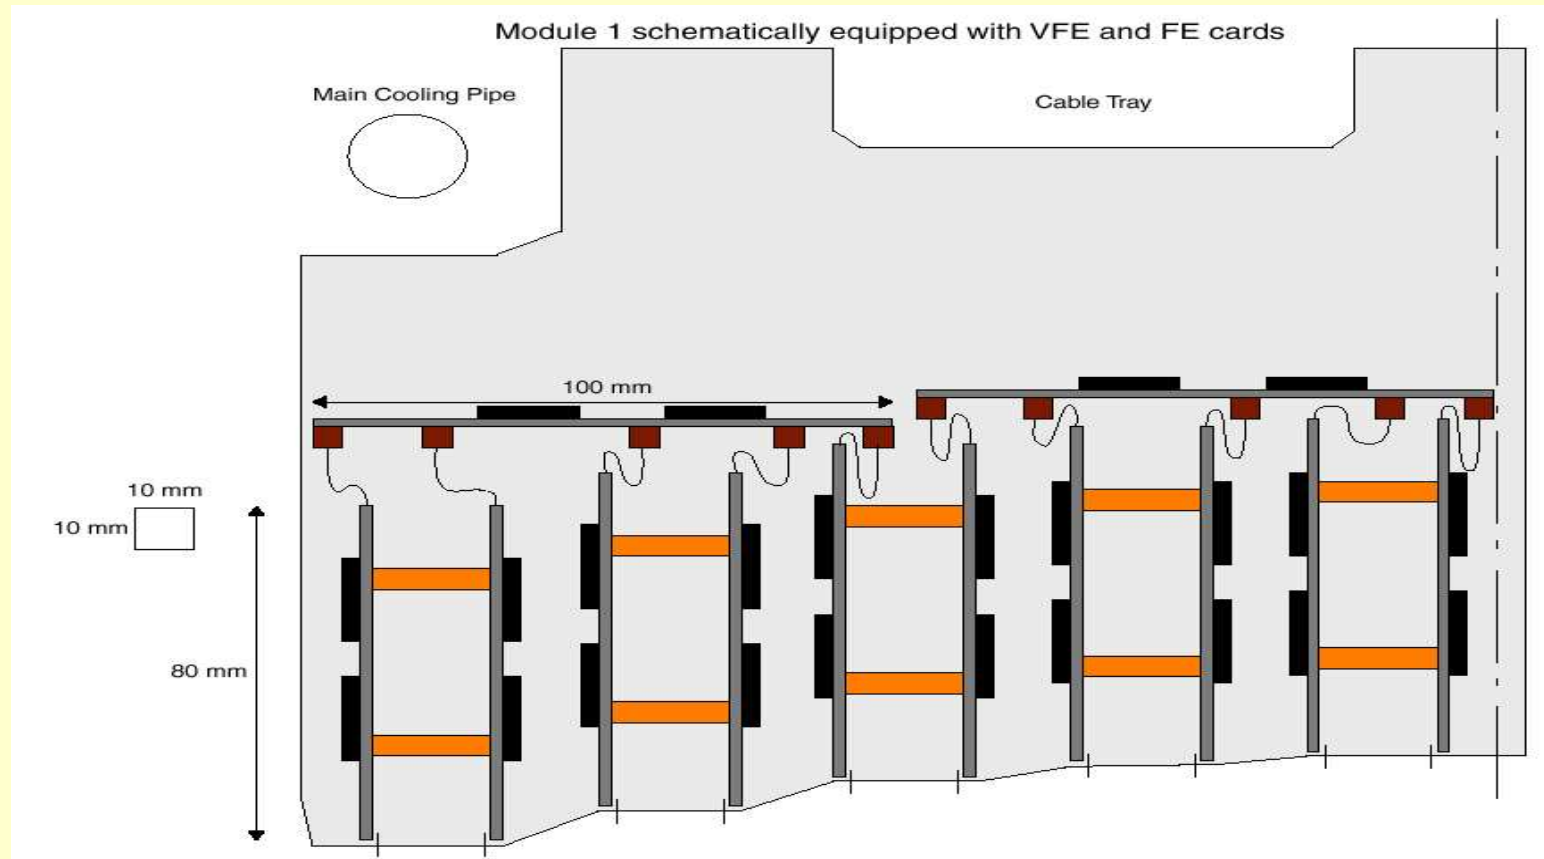 Module 1 schematically equipped with VFE and FE cards
Main Cooling Pipe
Cable Tray
100 mm
10 mm
10 mm
80 mm